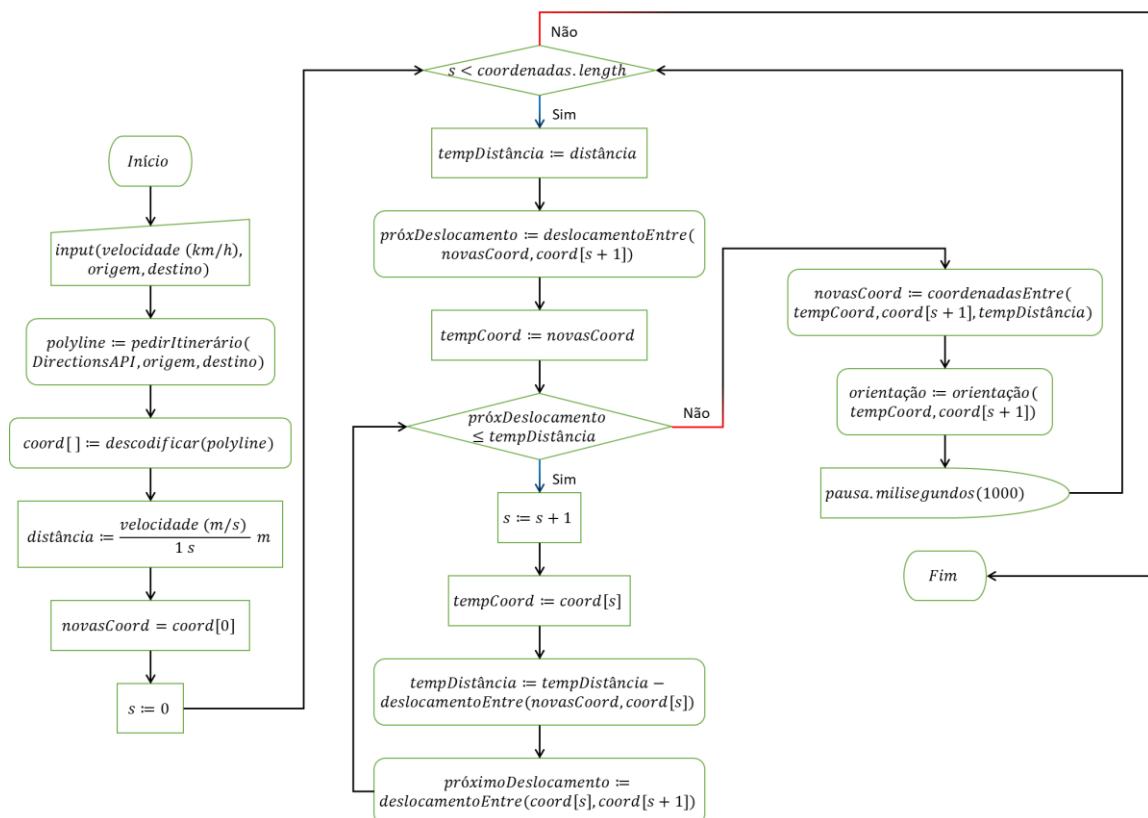 Início
input(velocidade (km/h),
origem, destino)
polyline ≔ pedirItinerário(
DirectionsAPI, origem, destino)
coord[ ] ≔ descodificar(polyline)
distância ≔ velocidade (m/s)
1 s
m
novasCoord = coord[0]
s ≔ 0
Não
s < coordenadas.length
Sim
tempDistância ≔ distância
próxDeslocamento ≔ deslocamentoEntre(
novasCoord, coord[s + 1])
tempCoord ≔ novasCoord
próxDeslocamento
≤ tempDistância
Não
Sim
s ≔ s + 1
tempCoord ≔ coord[s]
tempDistância ≔ tempDistância −
deslocamentoEntre(novasCoord, coord[s])
próximoDeslocamento ≔
deslocamentoEntre(coord[s], coord[s + 1])
novasCoord ≔ coordenadasEntre(
tempCoord, coord[s + 1], tempDistância)
orientação ≔ orientação(
tempCoord, coord[s + 1])
pausa.milisegundos(1000)
Fim